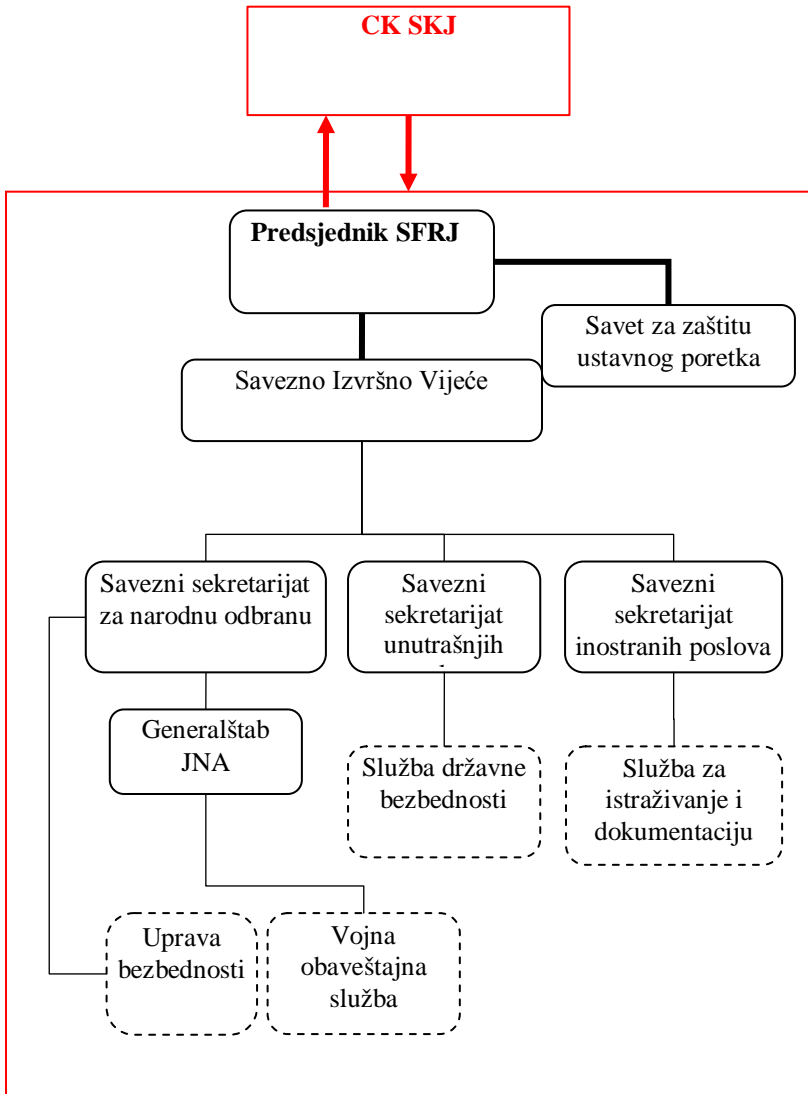 CK SKJ
Predsjednik SFRJ
Savet za zaštitu
ustavnog poretka
Savezno Izvršno Vijeće
Savezni sekretarijat
za narodnu odbranu
Savezni
sekretarijat
unutrašnjih
Savezni
sekretarijat
inostranih poslova
Generalštab
JNA
Služba državne
bezbednosti
Služba za
istraživanje i
dokumentaciju
Uprava
bezbednosti
Vojna
obaveštajna
služba